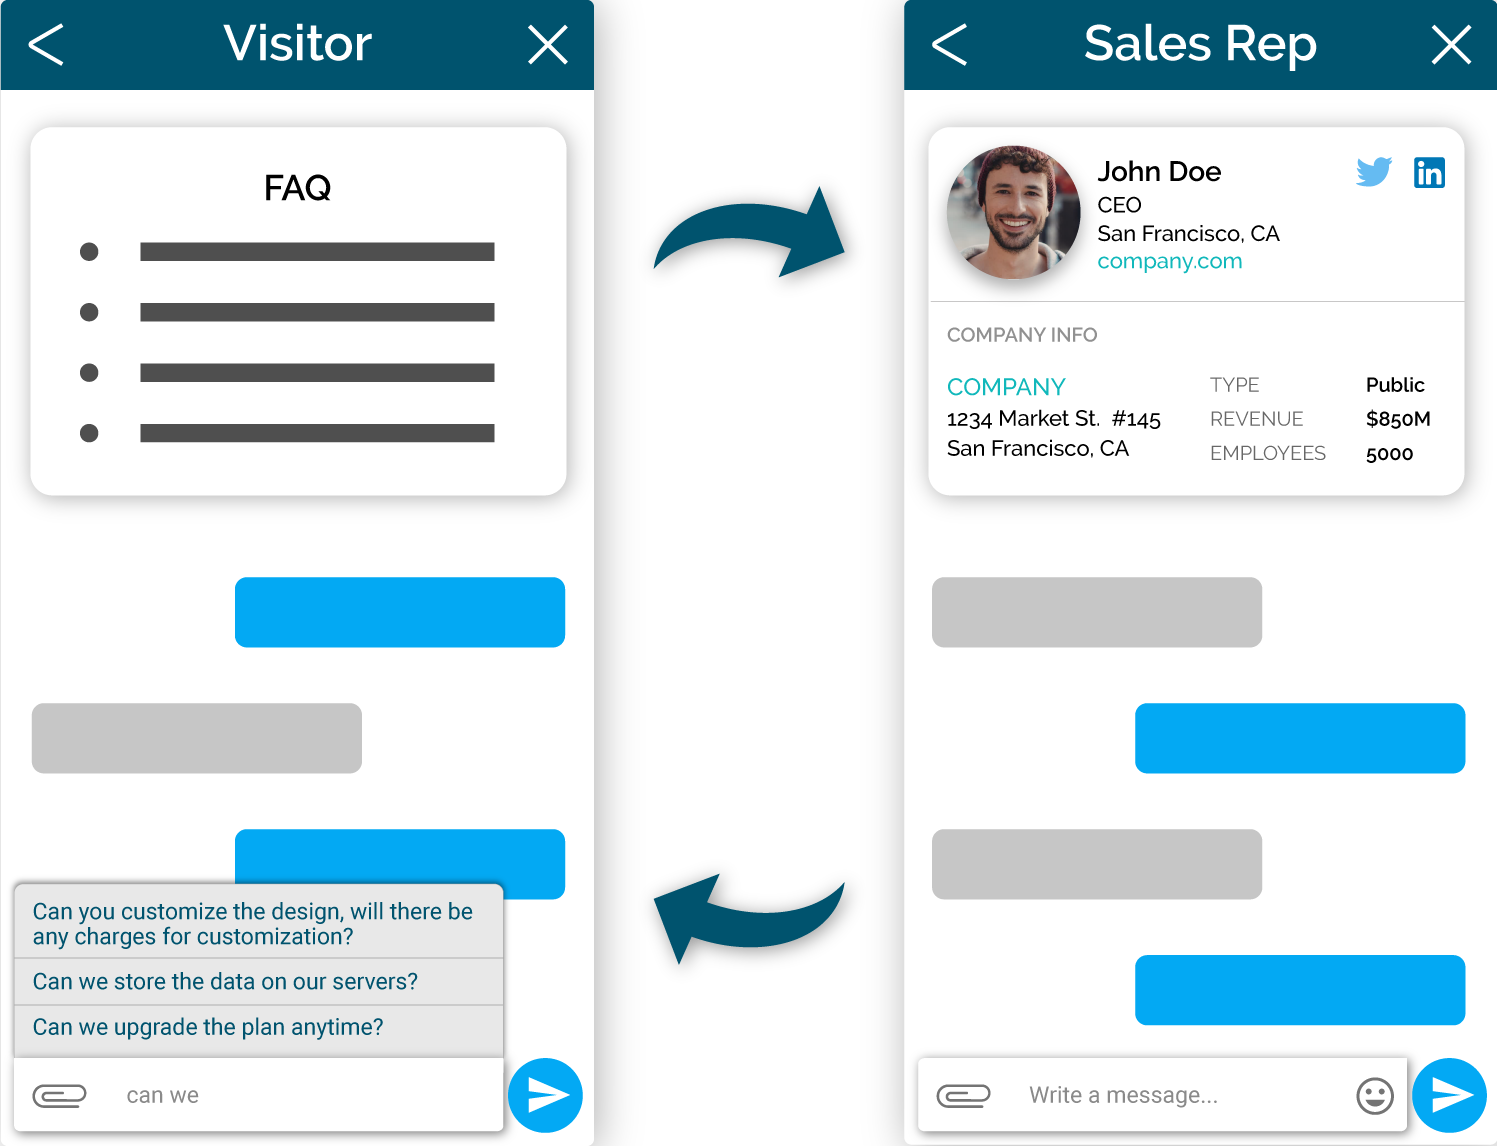 Visitor
FAQ
Can you customize the design, will there be
any charges for customization?
Can we store the data on our servers?
Can we upgrade the plan anytime?
can we
Sales Rep
John Doe
CEO
San Francisco, CA
company.com
in
COMPANY INFO
COMPANY
1234 Market St. #145
San Francisco, CA
TYPE Public
REVENUE $850M
EMPLOYEES 5000
Write a message...